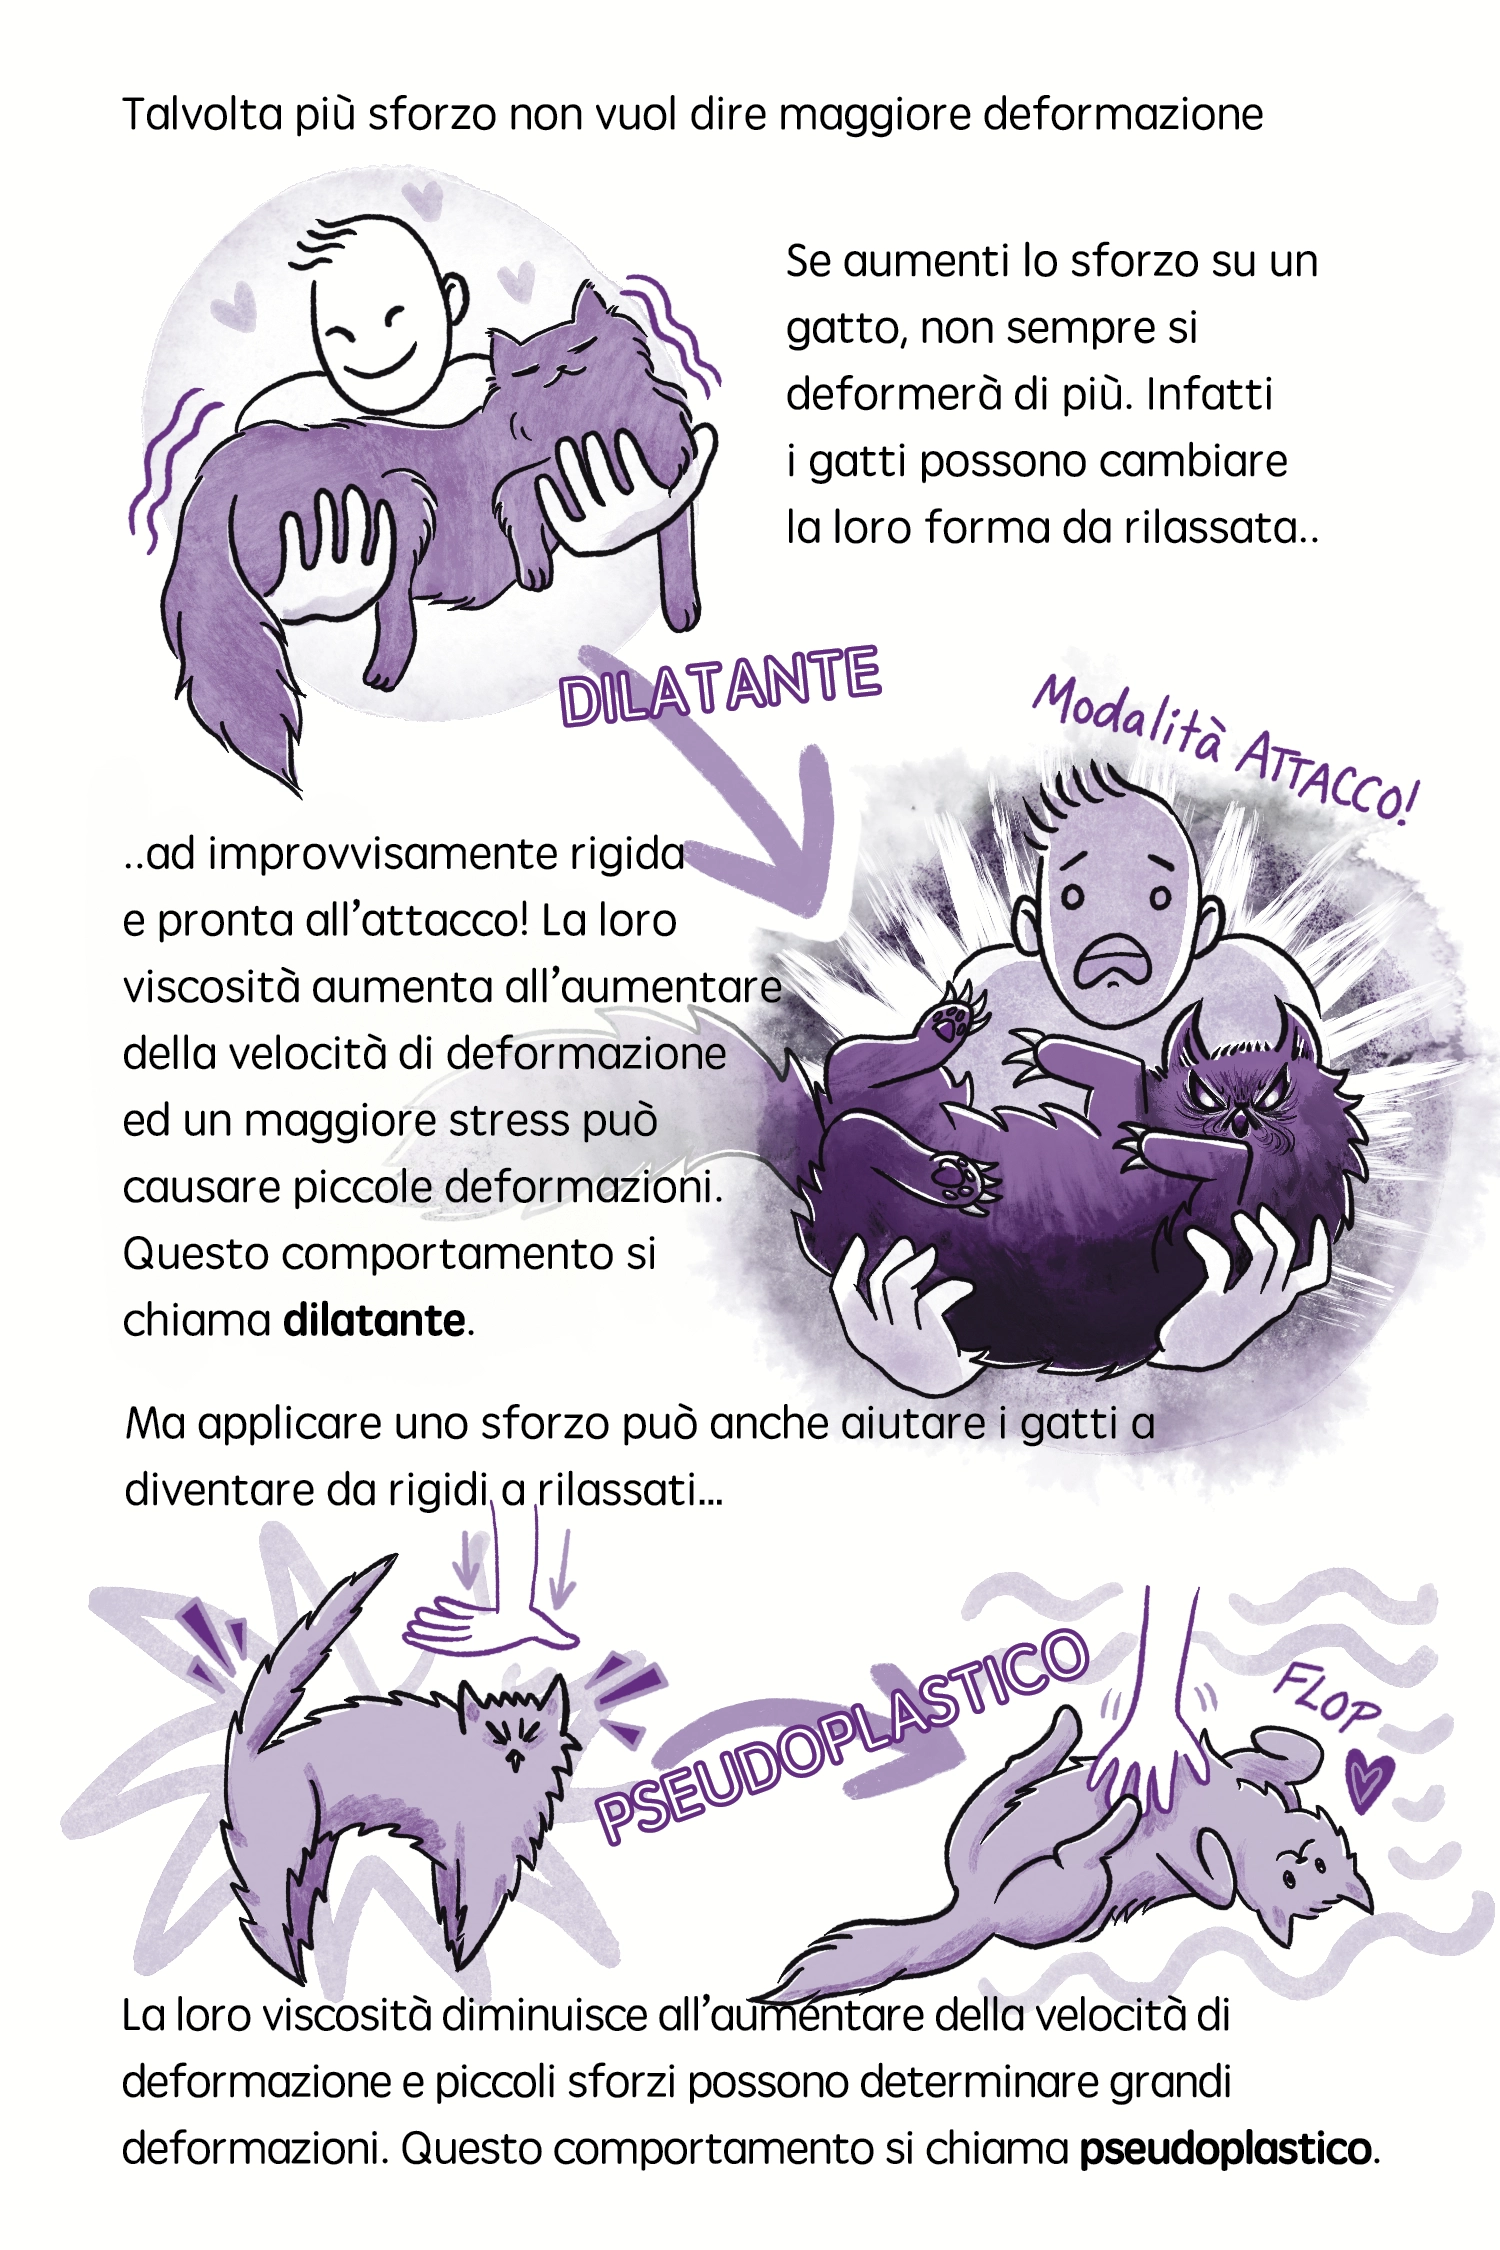 Talvolta più sforzo non vuol dire maggiore deformazione
Se aumenti lo sforzo su un
gatto, non sempre si
deformerà di più. Infatti
i gatti possono cambiare
la loro forma da rilassata..
DILATANTE
Modalità ATTACCO!
..ad improvvisamente rigida
e pronta all’attacco! La loro
viscosità aumenta all’aumentare
della velocità di deformazione
ed un maggiore stress può
causare piccole deformazioni.
Questo comportamento si
chiama dilatante.
Ma applicare uno sforzo può anche aiutare i gatti a
diventare da rigidi a rilassati...
PSEUDOPLASTICO
FLOP
La loro viscosità diminuisce all’aumentare della velocità di
deformazione e piccoli sforzi possono determinare grandi
deformazioni. Questo comportamento si chiama pseudoplastico.